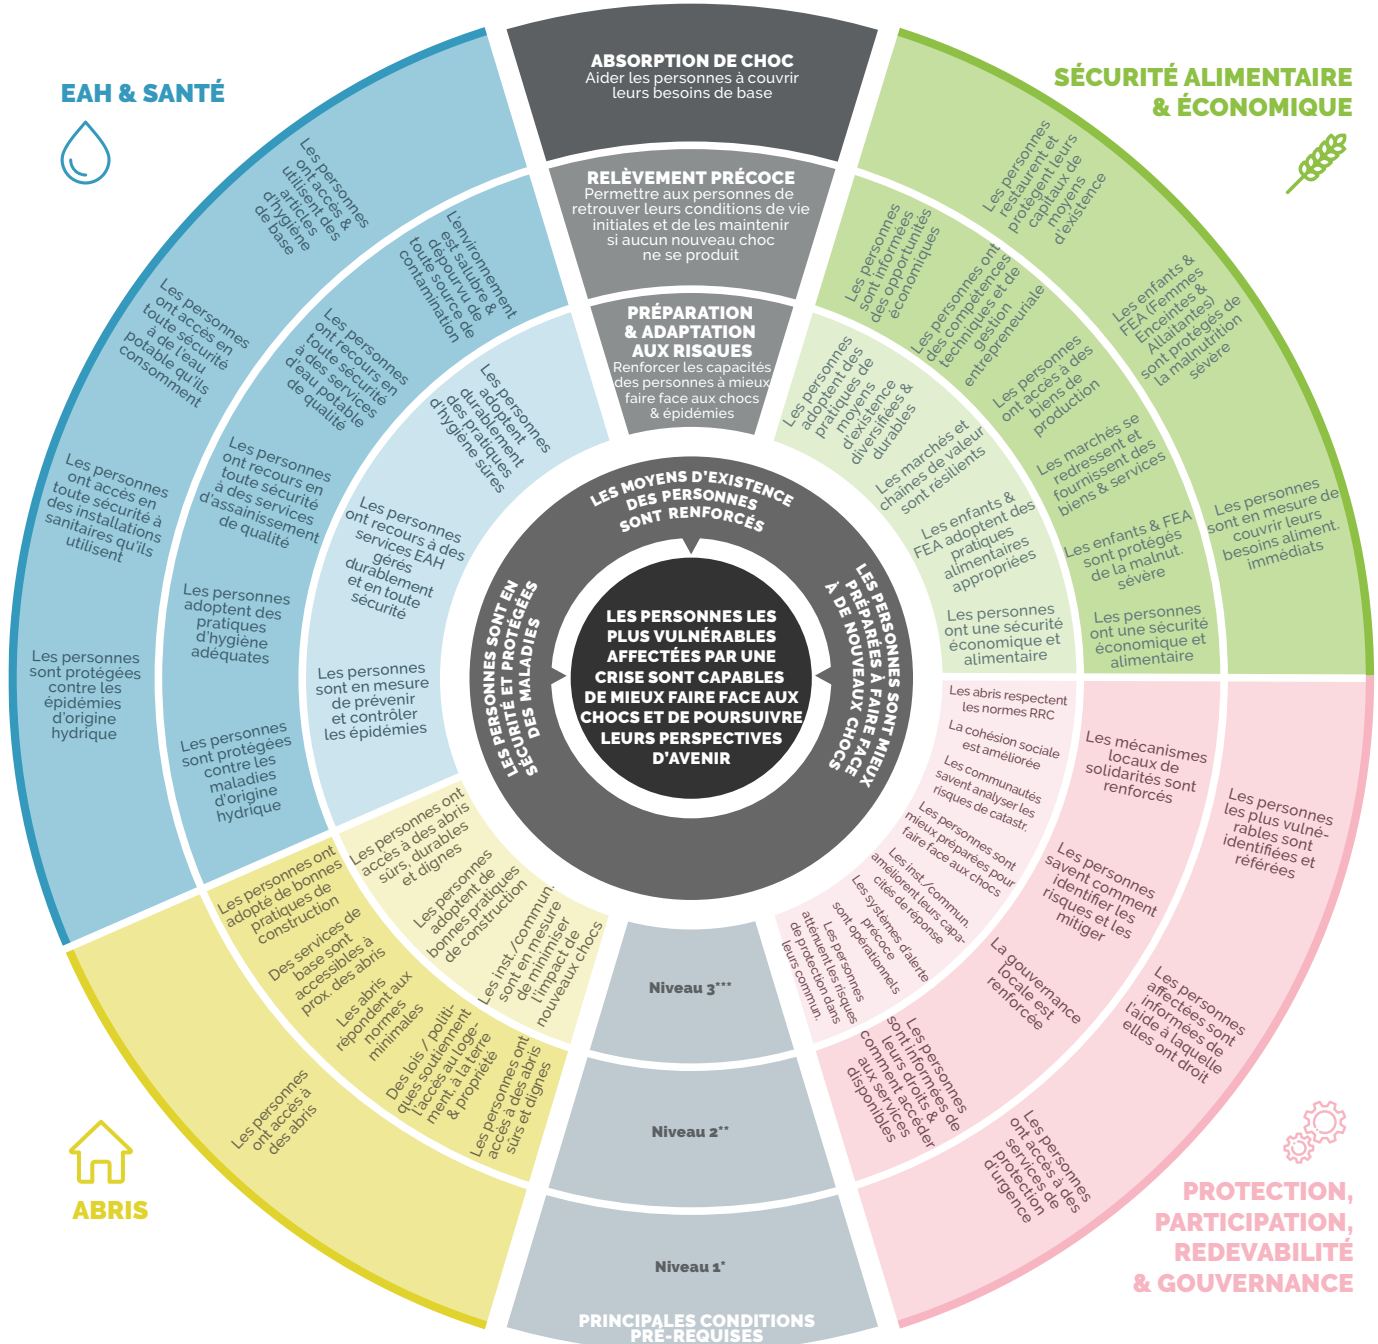 EAH & SANTÉ
ABSORPTION DE CHOC
Aider les personnes à couvrir
leurs besoins de base
RELÈVEMENT PRÉCOCE
Permettre aux personnes de
retrouver leurs conditions de vie
initiales et de les maintenir
si aucun nouveau choc
ne se produit
PRÉPARATION
& ADAPTATION
AUX RISQUES
Renforcer les capacités
des personnes à mieux
faire face aux chocs
& épidémies
SÉCURITÉ ALIMENTAIRE
& ÉCONOMIQUE
Les personnes
ont accès &
utilisent des
articles
d'hygiène
de base
Les personnes
ont accès en
toute sécurité
à de l'eau
potable qu'ils
consomment
Les personnes
ont accès en
toute sécurité à
des installations
sanitaires qu'ils
utilisent
Les personnes
sont protégées
contre les
épidémies
d'origine
hydrique
L'environnement
est salubre &
dépourvu de
toute source de
contamination
Les personnes
ont recours en
toute sécurité
à des services
d'eau potable
de qualité
Les personnes
ont recours en
toute sécurité
à des services
d'assainissement
de qualité
Les personnes
adoptent des
pratiques
d'hygiène
adéquates
Les personnes
sont protégées
contre les
maladies
d'origine
hydrique
Les personnes
adoptent
durablement
des pratiques
d'hygiène sûres
Les personnes
ont recours à des
services EAH
gérés
durablement
et en toute
sécurité
Les personnes
sont en mesure
de prévenir
et contrôler
les épidémies
Les personnes
restaurent et
protègent leurs
capitaux de
moyens
d'existence
Les enfants &
FEA (Femmes
Enceintes &
Allaitantes)
sont protégés de
la malnutrition
sévère
Les personnes
sont en mesure de
couvrir leurs
besoins aliment.
immédiats
Les personnes
sont informées
des opportunités
économiques
Les personnes ont
des compétences
techniques et de
gestion
entrepreneuriale
Les personnes
ont accès à des
biens de
production
Les marchés se
redressent et
fournissent des
biens & services
Les enfants & FEA
sont protégés
de la malnut.
sévère
Les personnes
ont une sécurité
économique et
alimentaire
Les personnes
adoptent des
pratiques de
moyens
d'existence
diversifiées &
durables
Les marchés et
chaînes de valeur
sont résilients
Les enfants &
FEA adoptent des
pratiques
alimentaires
appropriées
Les personnes
ont une sécurité
économique et
alimentaire
LES MOYENS D'EXISTENCE
DES PERSONNES
SONT RENFORCÉS
LES PERSONNES SONT EN
SÉCURITÉ ET PROTÉGÉES
DES MALADIES
LES PERSONNES SONT MIEUX
PRÉPARÉES À FAIRE FACE
À DE NOUVEAUX CHOCS
LES PERSONNES LES
PLUS VULNÉRABLES
AFFECTÉES PAR UNE
CRISE SONT CAPABLES
DE MIEUX FAIRE FACE AUX
CHOCS ET DE POURSUIVRE
LEURS PERSPECTIVES
D'AVENIR
Les abris respectent
les normes RRC
La cohésion sociale
est améliorée
Les communautés
savent analyser les
risques de catastr.
Les personnes sont
mieux préparées pour
faire face aux chocs
Les inst./commun.
améliorent leurs capa-
cités de réponse
Les systèmes d'alerte
précoce
sont opérationnels
Les personnes
atténuent les risques
de protection dans
leurs commun.
Les mécanismes
locaux de
solidarités sont
renforcés
Les personnes
savent comment
identifier les
risques et les
mitiger
La gouvernance
locale est
renforcée
Les personnes
sont informées de
leurs droits &
comment accéder
aux services
disponibles
Les personnes
les plus vulné-
rables sont
identifiées et
référées
Les personnes
affectées sont
informées de
l'aide à laquelle
elles ont droit
Les personnes
ont accès à des
services de
protection
d'urgence
Les personnes ont
accès à des abris
sûrs, durables
et dignes
Les personnes
adoptent de
bonnes pratiques
de construction
Les inst./commun.
sont en mesure
de minimiser
l'impact de
nouveaux chocs
Les personnes ont
adopté de bonnes
pratiques de
construction
Des services de
base sont
accessibles à
prox. des abris
Les abris
répondent aux
normes
minimales
Des lois / politi-
ques soutiennent
l'accès au loge-
ment. à la terre
& propriété
Les personnes ont
accès à des abris
sûrs et dignes
Les personnes
ont accès à
des abris
ABRIS
Niveau 3***
Niveau 2**
Niveau 1*
PRINCIPALES CONDITIONS
PRÉ-REQUISES
PROTECTION,
PARTICIPATION,
REDEVABILITÉ
& GOUVERNANCE